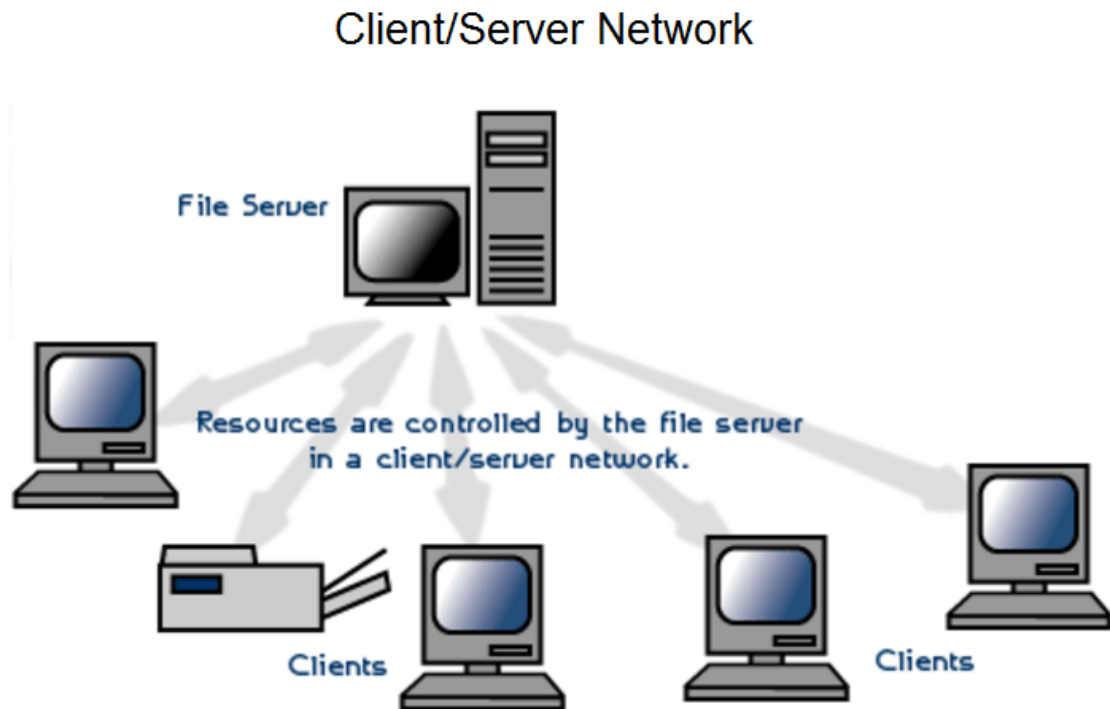 Client/Server Network
File Server
Resources are controlled by the file server
in a client/server network.
Clients
Clients